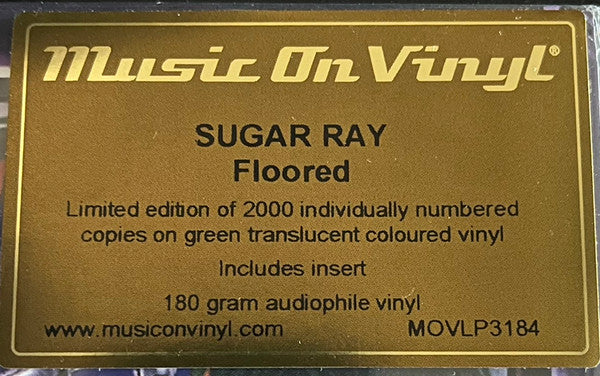 Music On Vinyl®
SUGAR RAY
Floored
Limited edition of 2000 individually numbered
copies on green translucent coloured vinyl
Includes insert
180 gram audiophile vinyl
www.musiconvinyl.com MOVLP3184